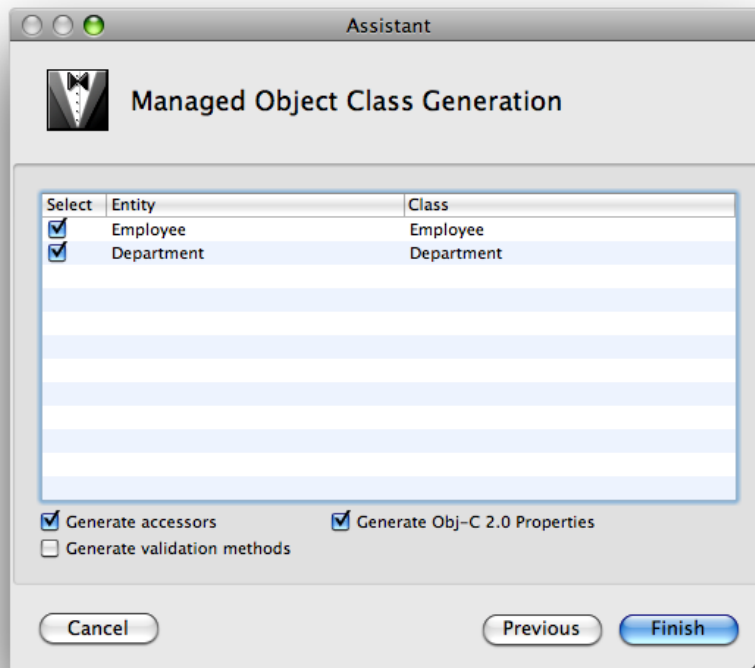 Assistant
Managed Object Class Generation
Select Entity Class
Employee Employee
Department Department
Generate accessors Generate Obj-C 2.0 Properties
Generate validation methods
Cancel Previous Finish